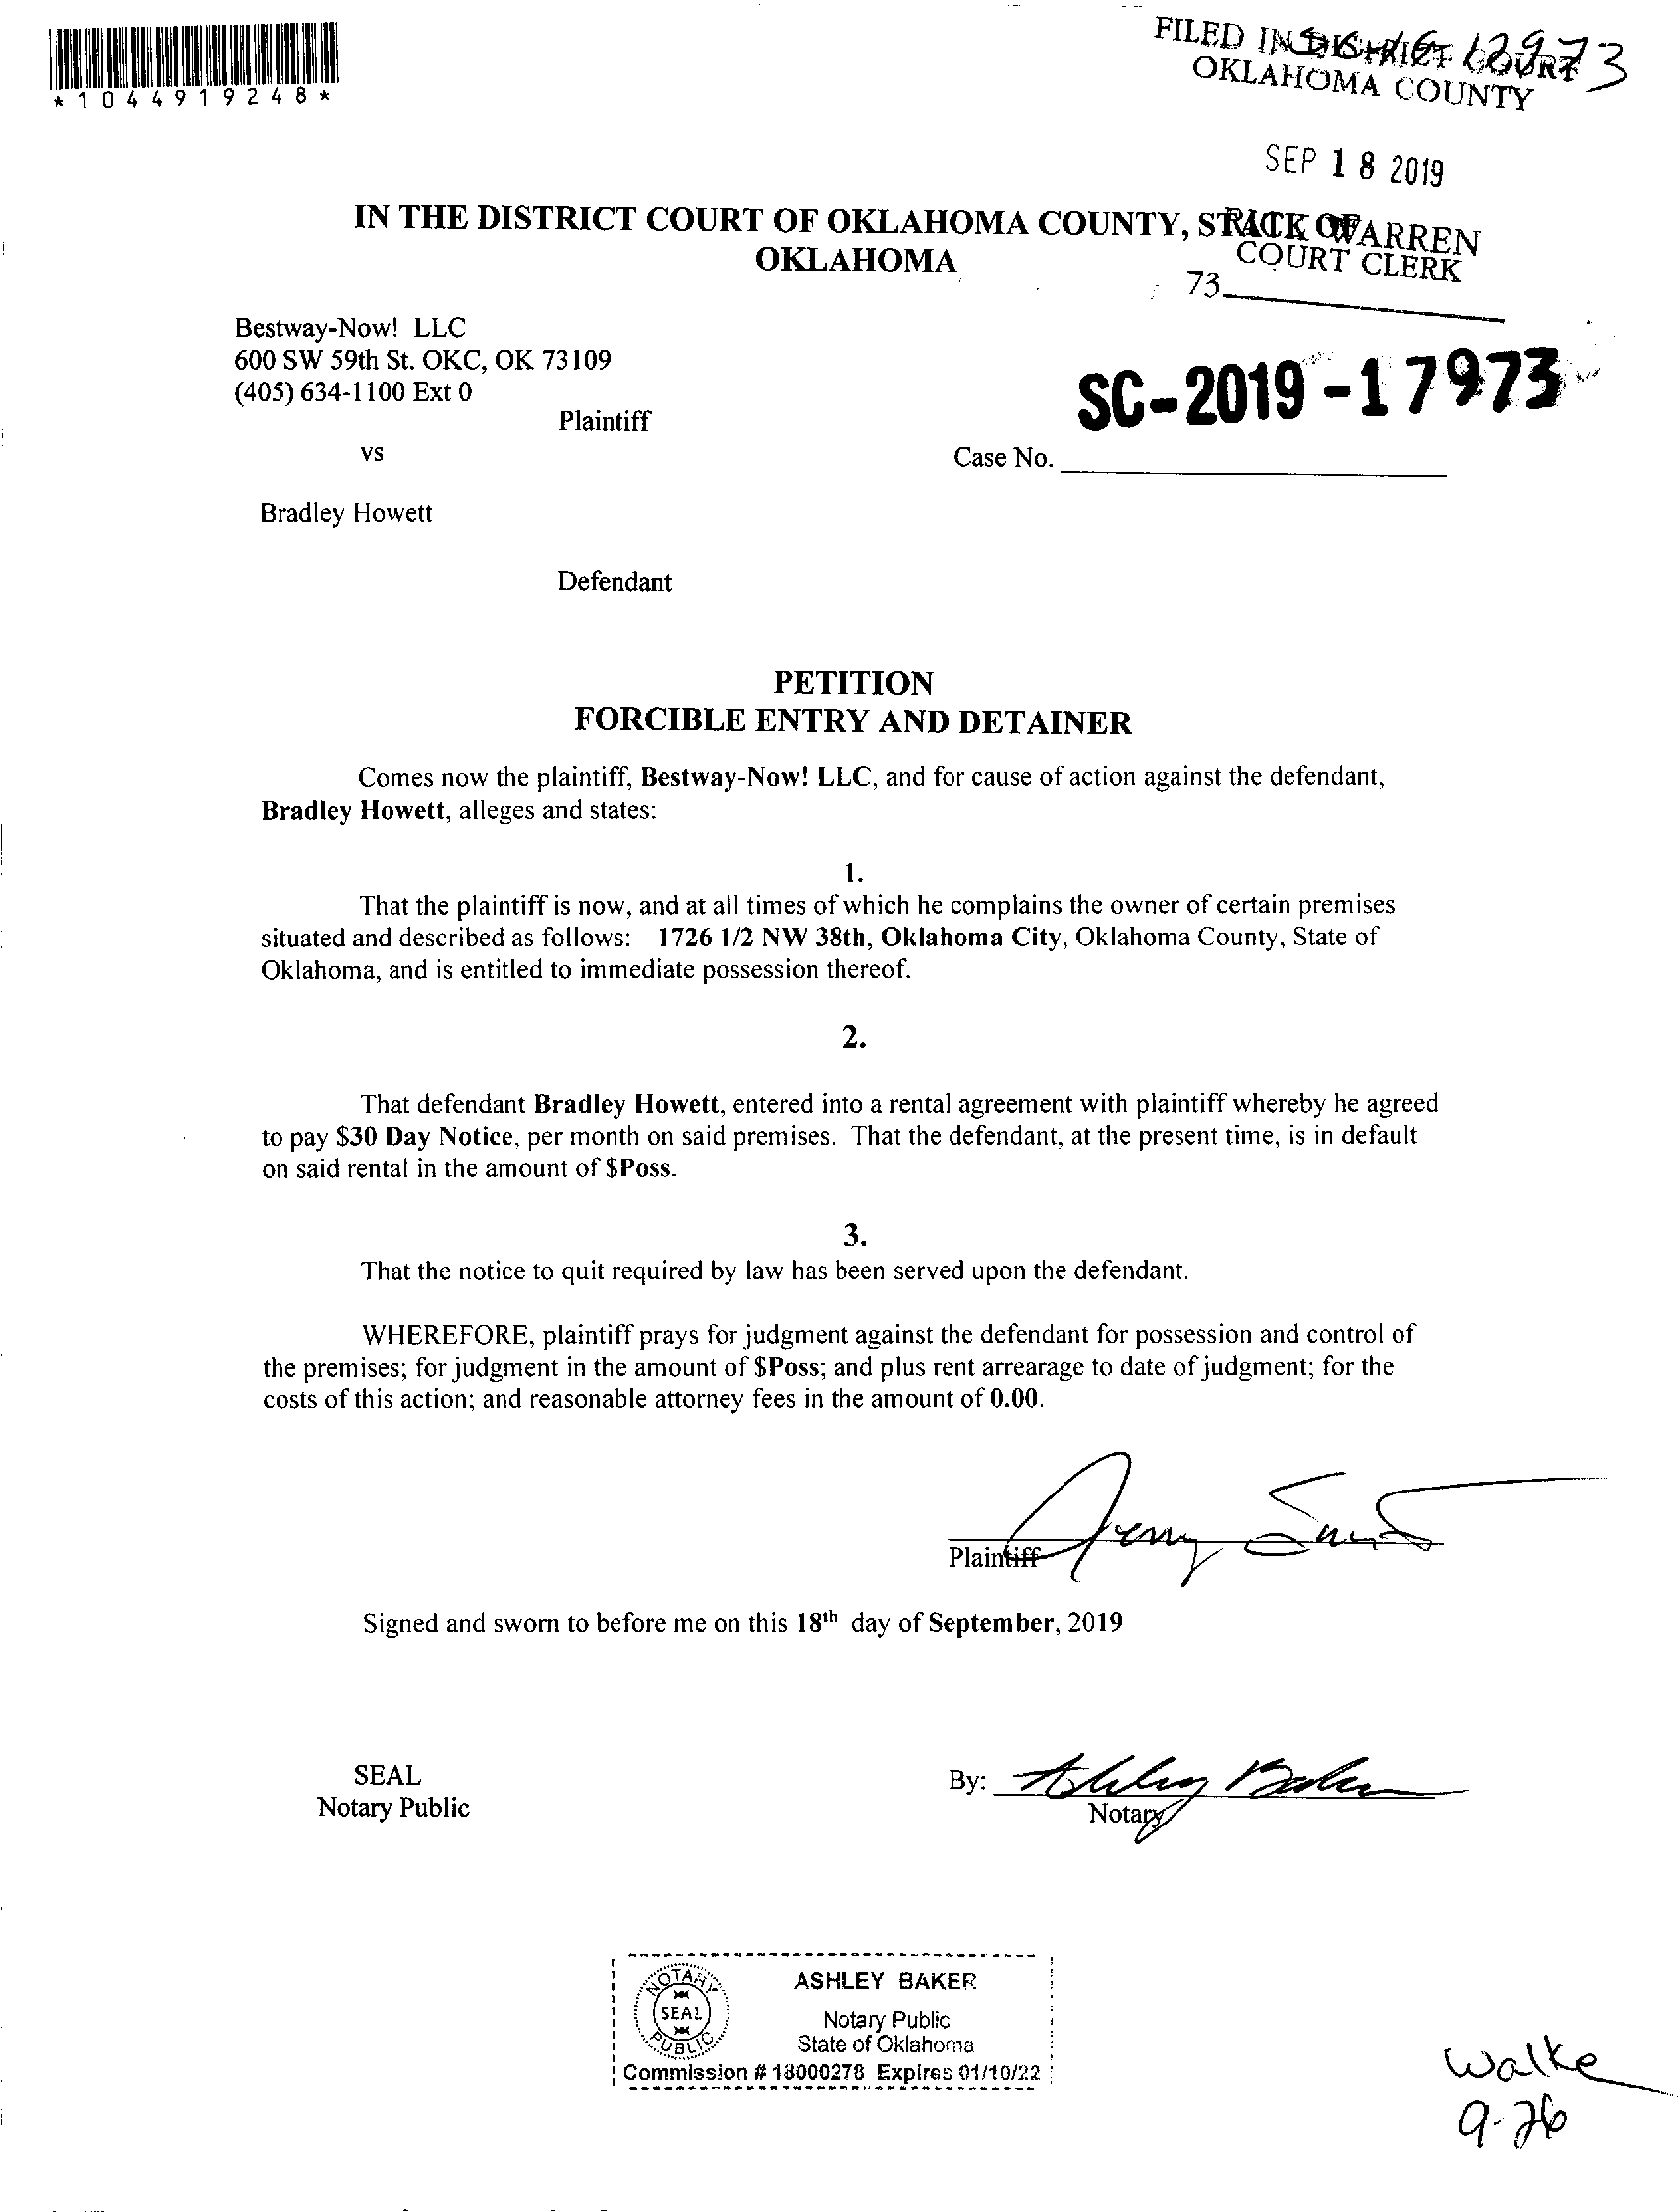 *1044919248*
FILED IN DISTRICT COURT
OKLAHOMA COUNTY
SEP 18 2019
RICK WARREN
COURT CLERK
73
IN THE DISTRICT COURT OF OKLAHOMA COUNTY, STATE OF
OKLAHOMA
Bestway-Now! LLC
600 SW 59th St. OKC, OK 73109
(405) 634-1100 Ext 0
Plaintiff
SC-2019-17973
vs
Case No.
Bradley Howett
Defendant
PETITION
FORCIBLE ENTRY AND DETAINER
Comes now the plaintiff, Bestway-Now! LLC, and for cause of action against the defendant,
Bradley Howett, alleges and states:
1.
That the plaintiff is now, and at all times of which he complains the owner of certain premises
situated and described as follows: 1726 1/2 NW 38th, Oklahoma City, Oklahoma County, State of
Oklahoma, and is entitled to immediate possession thereof.
2.
That defendant Bradley Howett, entered into a rental agreement with plaintiff whereby he agreed
to pay $30 Day Notice, per month on said premises. That the defendant, at the present time, is in default
on said rental in the amount of $Poss.
3.
That the notice to quit required by law has been served upon the defendant.
WHEREFORE, plaintiff prays for judgment against the defendant for possession and control of
the premises; for judgment in the amount of $Poss; and plus rent arrearage to date of judgment; for the
costs of this action; and reasonable attorney fees in the amount of 0.00.
Plaintiff
Signed and sworn to before me on this 18th day of September, 2019
SEAL
Notary Public
By: Ashley Baker
Notary
NOTARY
SEAL
PUBLIC
ASHLEY BAKER
Notary Public
State of Oklahoma
Commission # 18000278 Expires 01/10/22
Walke
9-26